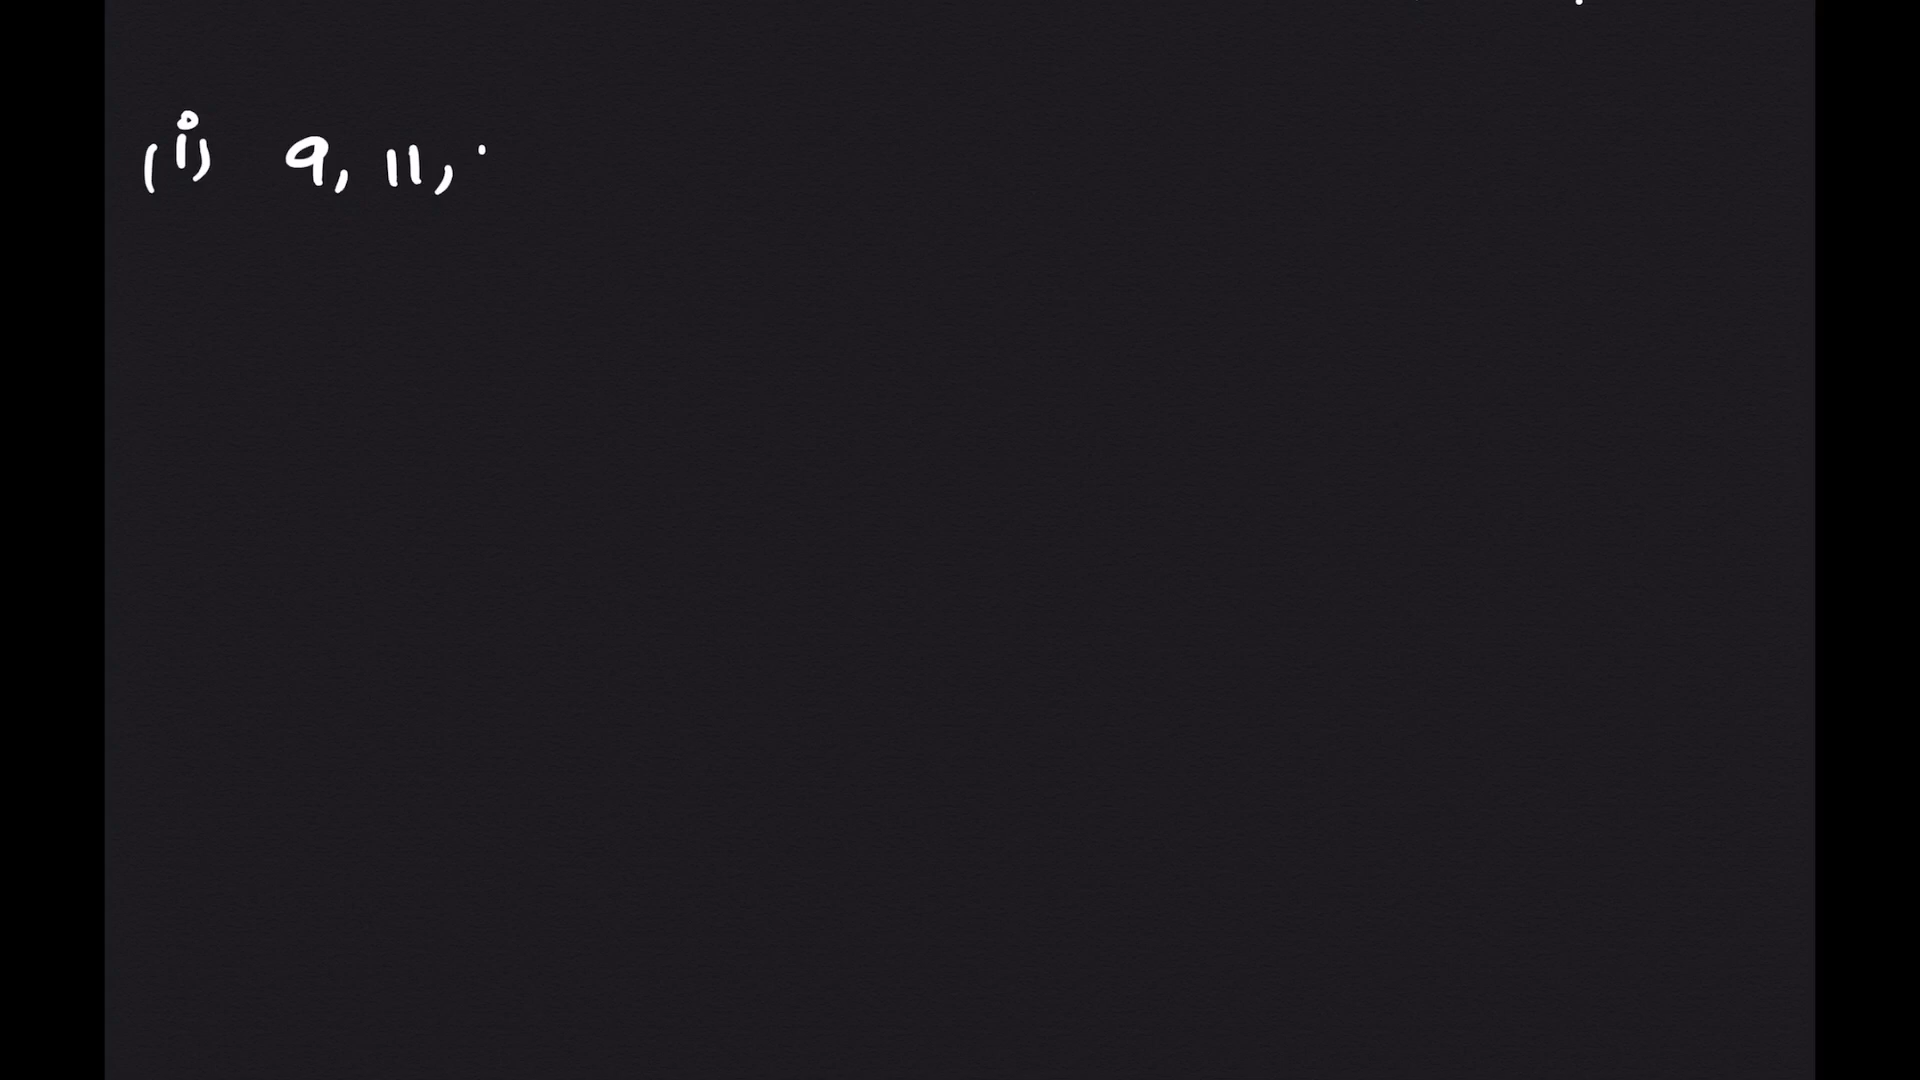 (i) 9, 11,